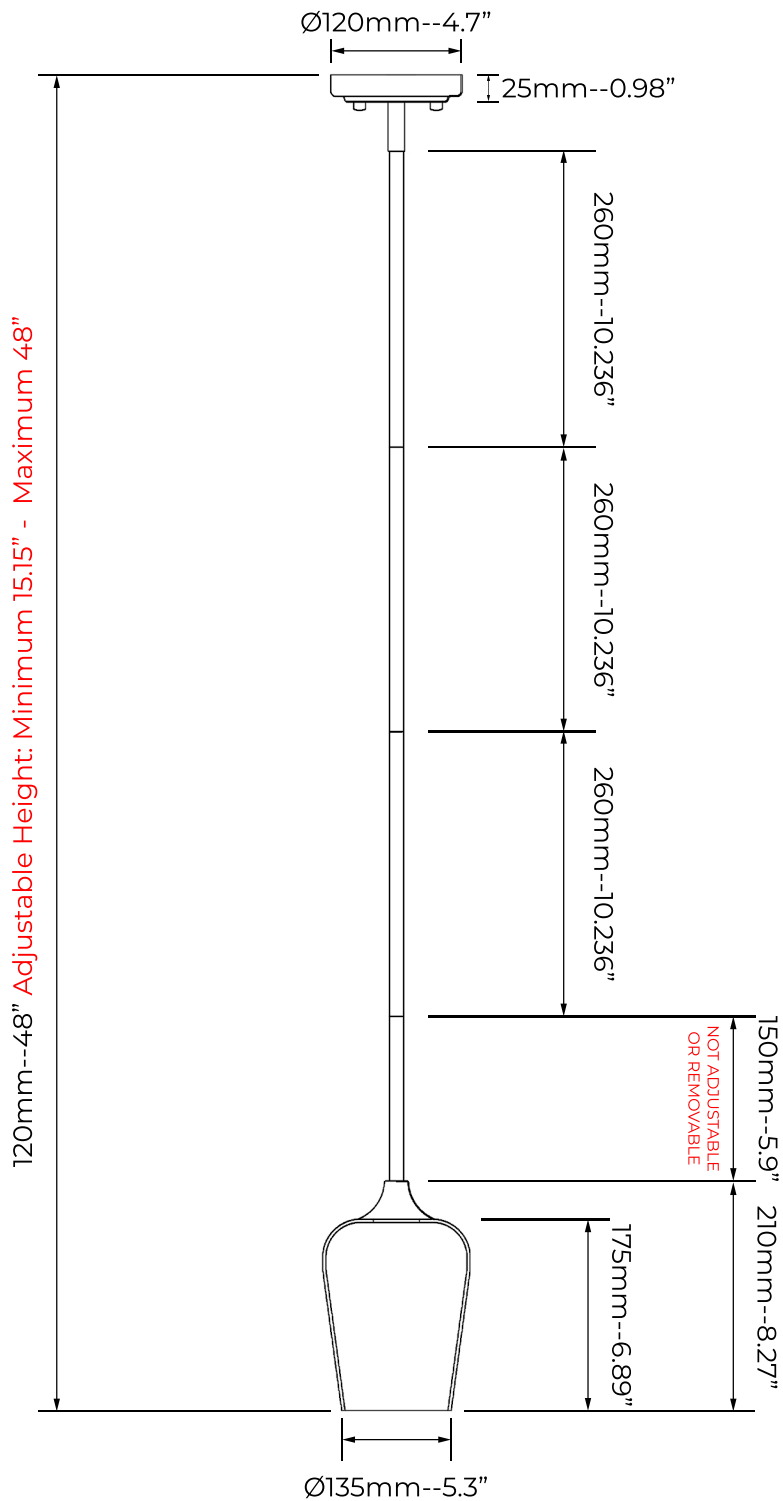 Ø120mm--4.7”
25mm--0.98”
260mm--10.236”
260mm--10.236”
260mm--10.236”
120mm--48” Adjustable Height: Minimum 15.15” - Maximum 48”
150mm--5.9”
NOT ADJUSTABLE
OR REMOVABLE
210mm--8.27”
175mm--6.89”
Ø135mm--5.3”